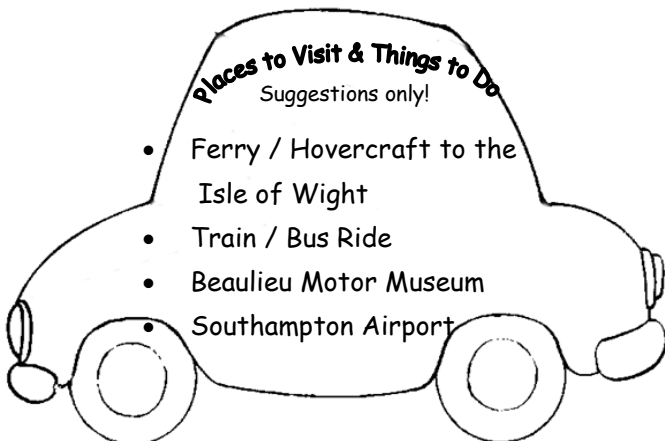 Places to Visit & Things to Do
Suggestions only!
• Ferry / Hovercraft to the
Isle of Wight
• Train / Bus Ride
• Beaulieu Motor Museum
• Southampton Airport